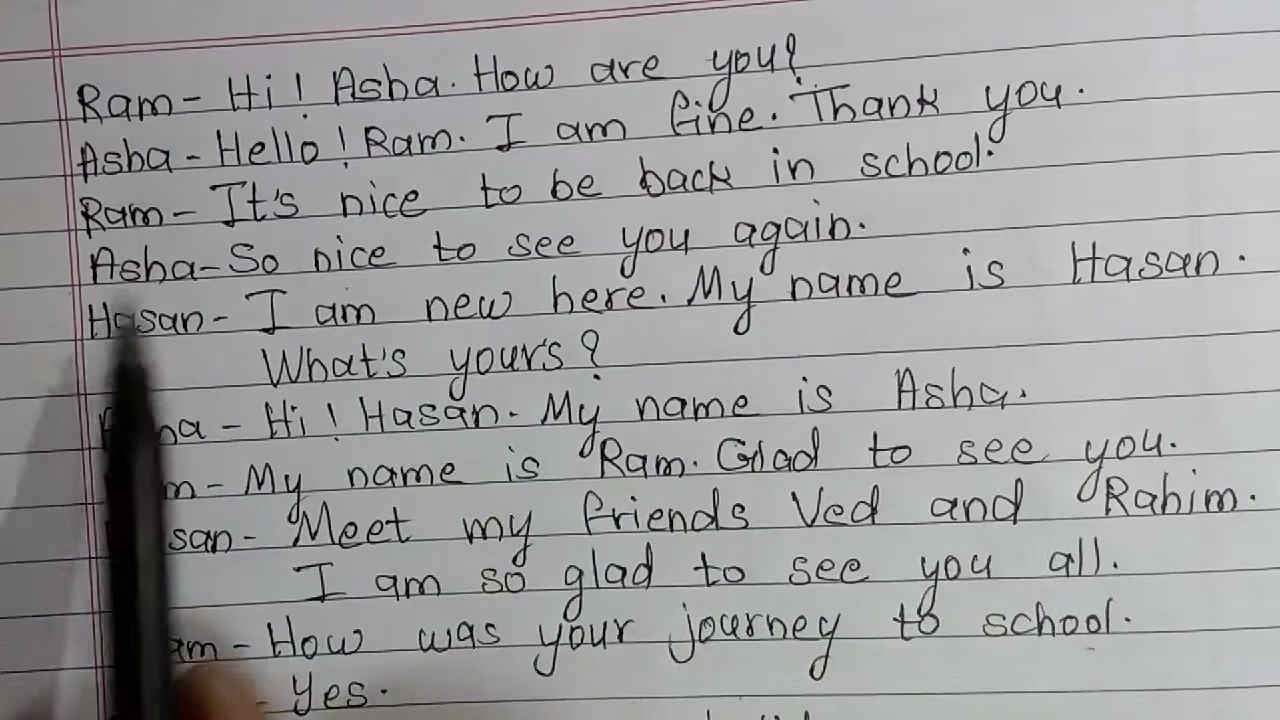 Ram- Hi! Asha. How are you?
Asha- Hello! Ram. I am fine. Thank you.
Ram- It's nice to be back in school.
Asha- So nice to see you again.
Hasan- I am new here. My name is Hasan.
What's yours?
ha - Hi! Hasan. My name is Asha.
m- My name is Ram. Glad to see you.
san- Meet my friends Ved and Rahim.
I am so glad to see you all.
am- How was your journey to school.
- Yes.